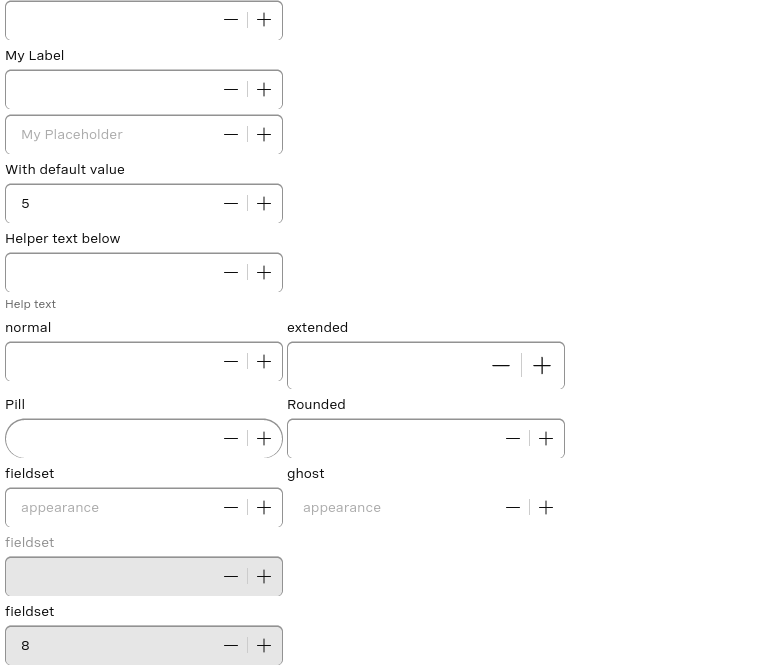 My Label
My Placeholder
With default value
5
Helper text below
Help text
normal extended
Pill Rounded
fieldset ghost
appearance appearance
fieldset
fieldset
8